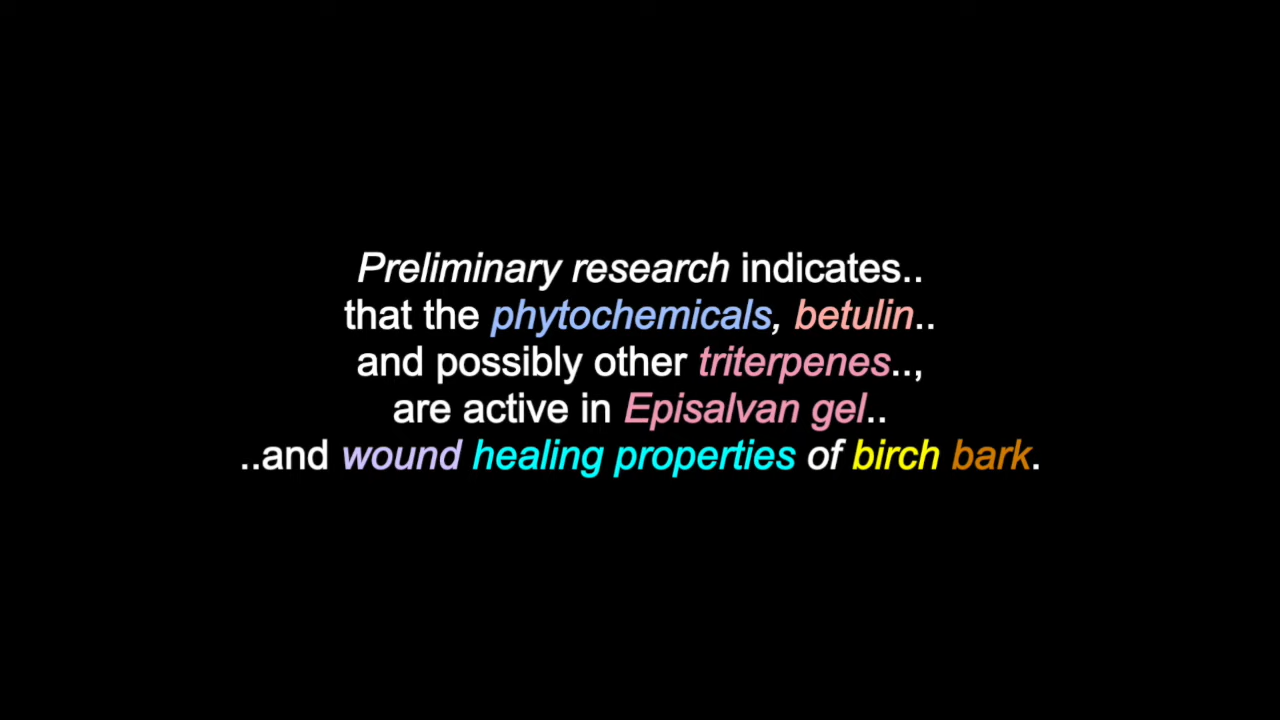 Preliminary research indicates..
that the phytochemicals, betulin..
and possibly other triterpenes..,
are active in Episalvan gel..
..and wound healing properties of birch bark.